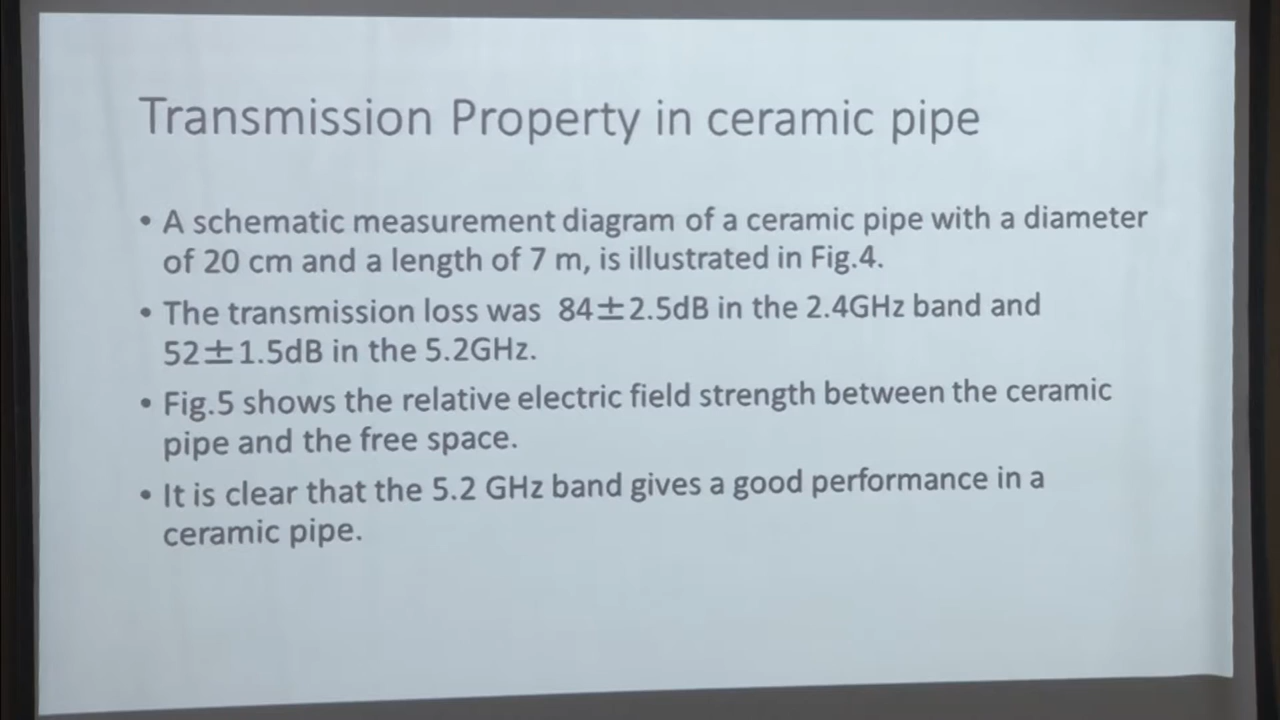 Transmission Property in ceramic pipe
• A schematic measurement diagram of a ceramic pipe with a diameter
of 20 cm and a length of 7 m, is illustrated in Fig.4.
• The transmission loss was 84±2.5dB in the 2.4GHz band and
52±1.5dB in the 5.2GHz.
• Fig.5 shows the relative electric field strength between the ceramic
pipe and the free space.
• It is clear that the 5.2 GHz band gives a good performance in a
ceramic pipe.